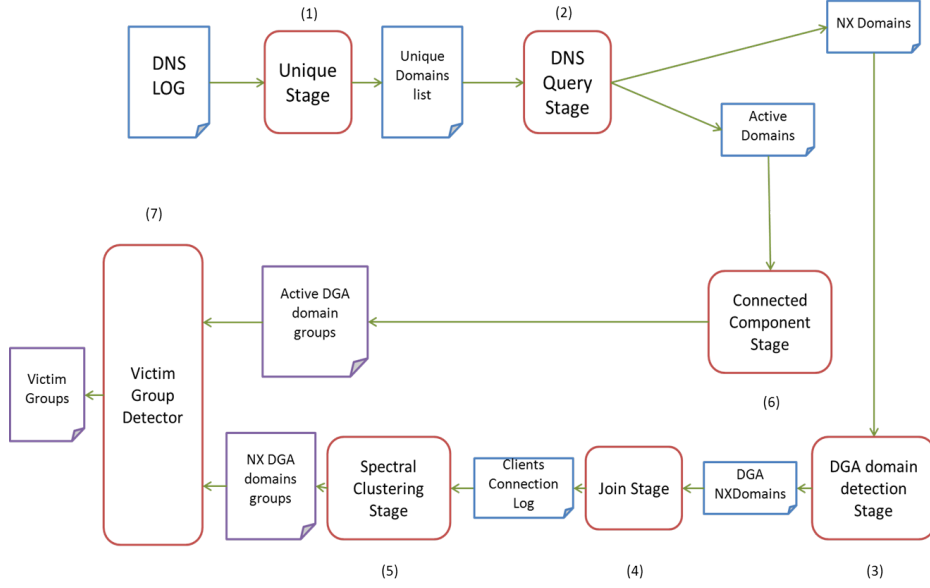 (1)
(2)
NX Domains
DNS
LOG
Unique
Stage
Unique
Domains
list
DNS
Query
Stage
Active
Domains
(7)
Active DGA
domain
groups
Connected
Component
Stage
Victim
Groups
Victim
Group
Detector
(6)
NX DGA
domains
groups
Spectral
Clustering
Stage
Clients
Connection
Log
Join Stage
DGA
NXDomains
DGA domain
detection
Stage
(5)
(4)
(3)